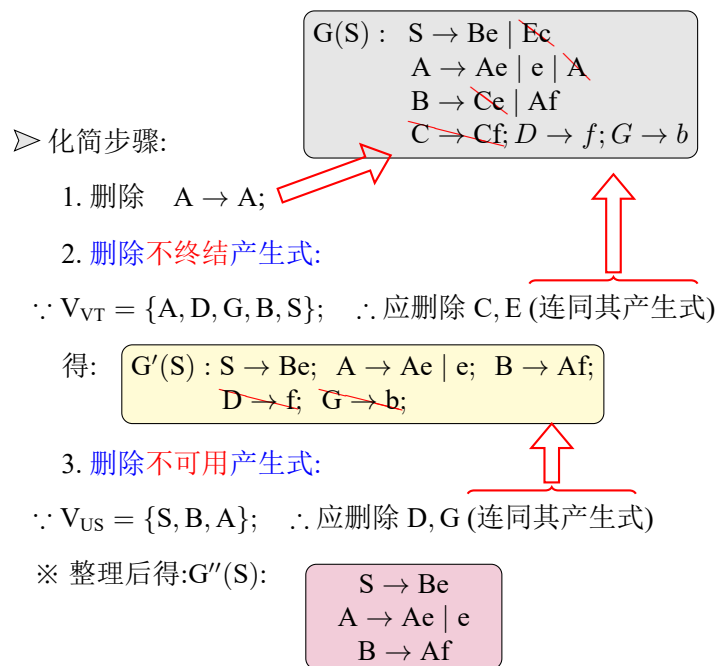 G(S) : S → Be | Ec
A → Ae | e | A
B → Ce | Af
C → Cf; D → f; G → b
➢ 化简步骤:
1. 删除 A → A;
2. 删除不终结产生式:
∵ V_VT = {A, D, G, B, S}; ∴ 应删除 C, E (连同其产生式)
得: G′(S) : S → Be; A → Ae | e; B → Af;
D → f; G → b;
3. 删除不可用产生式:
∵ V_US = {S, B, A}; ∴ 应删除 D, G (连同其产生式)
※ 整理后得:G″(S):
S → Be
A → Ae | e
B → Af